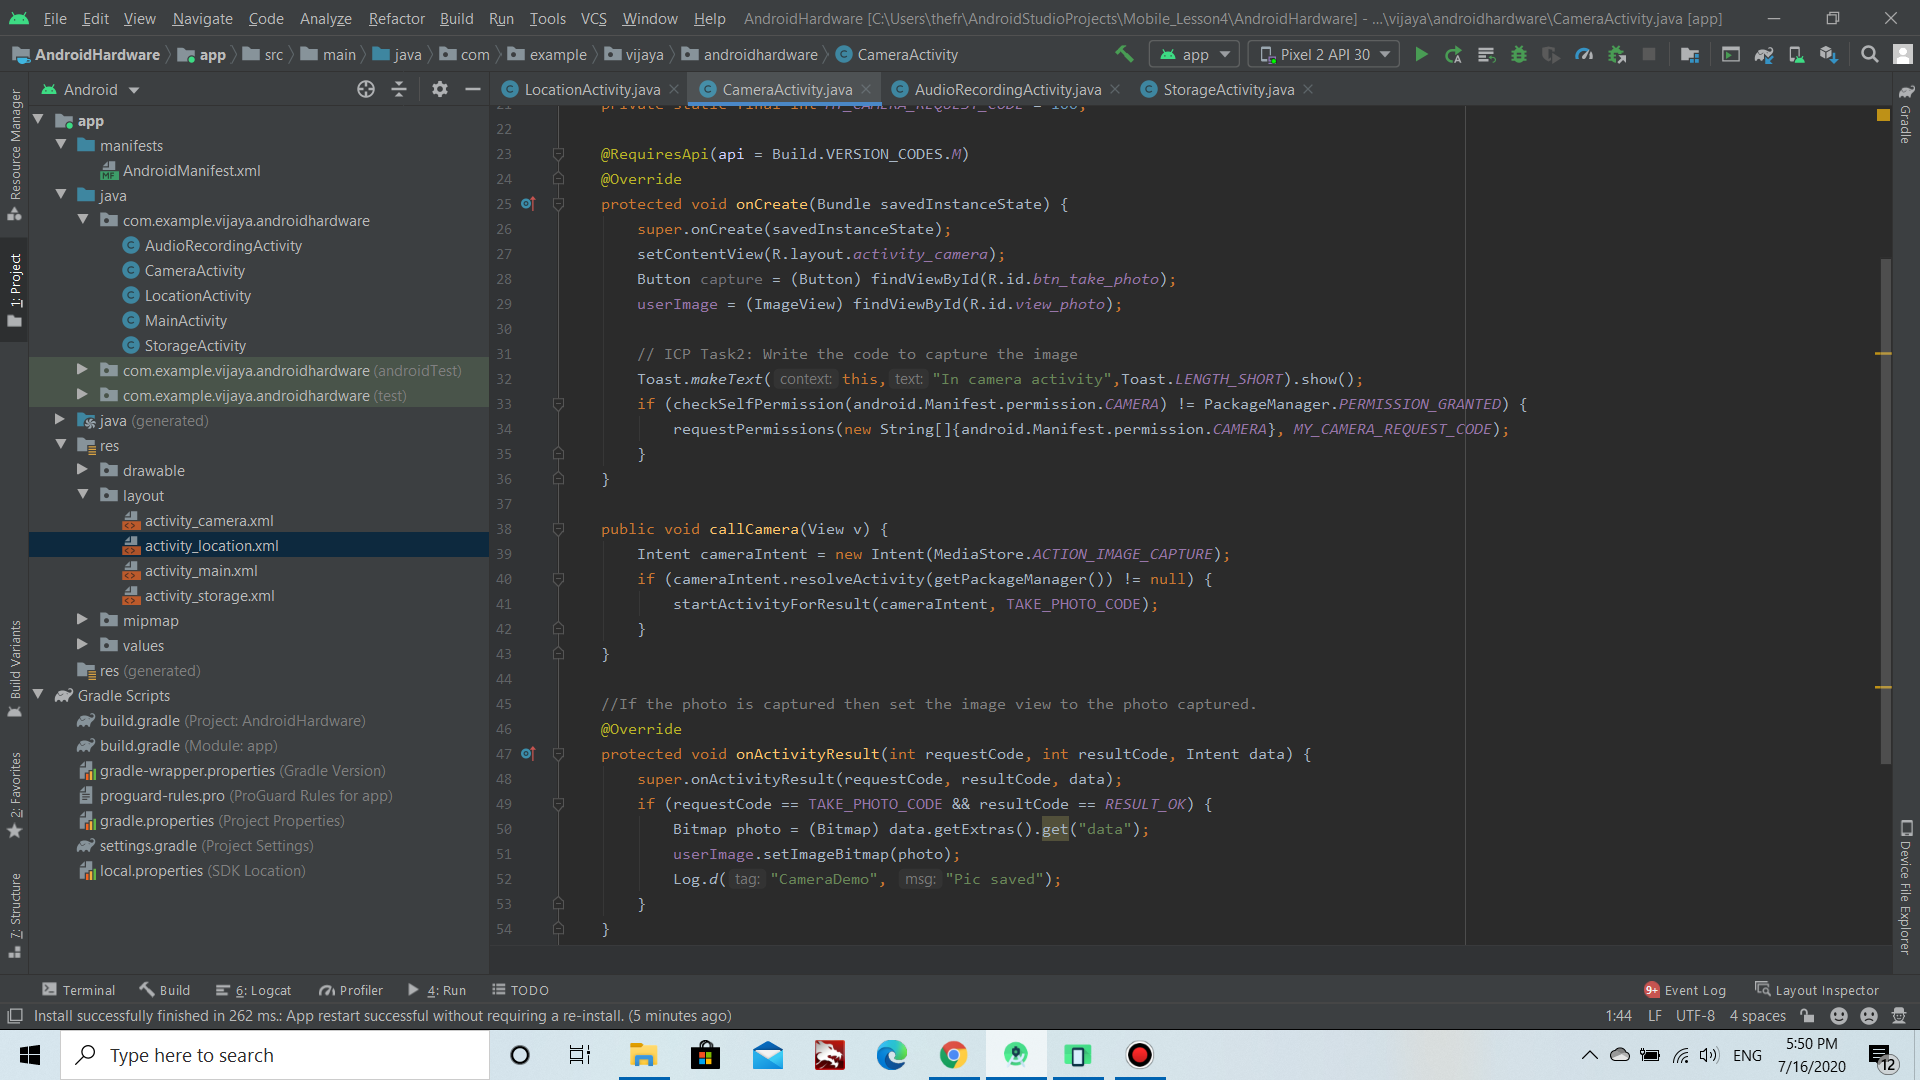 File Edit View Navigate Code Analyze Refactor Build Run Tools VCS Window Help AndroidHardware [C:\Users\thefr\AndroidStudioProjects\Mobile_Lesson4\AndroidHardware] - ...\vijaya\androidhardware\CameraActivity.java [app]
AndroidHardware app src main java com example vijaya androidhardware CameraActivity app Pixel 2 API 30
Android LocationActivity.java CameraActivity.java AudioRecordingActivity.java StorageActivity.java
Resource Manager
1: Project
Build Variants
2: Favorites
7: Structure
app
manifests
AndroidManifest.xml
java
com.example.vijaya.androidhardware
AudioRecordingActivity
CameraActivity
LocationActivity
MainActivity
StorageActivity
com.example.vijaya.androidhardware (androidTest)
com.example.vijaya.androidhardware (test)
java (generated)
res
drawable
layout
activity_camera.xml
activity_location.xml
activity_main.xml
activity_storage.xml
mipmap
values
res (generated)
Gradle Scripts
build.gradle (Project: AndroidHardware)
build.gradle (Module: app)
gradle-wrapper.properties (Gradle Version)
proguard-rules.pro (ProGuard Rules for app)
gradle.properties (Project Properties)
settings.gradle (Project Settings)
local.properties (SDK Location)
21 private static final int MY_CAMERA_REQUEST_CODE = 100;
22
23 @RequiresApi(api = Build.VERSION_CODES.M)
24 @Override
25 protected void onCreate(Bundle savedInstanceState) {
26 super.onCreate(savedInstanceState);
27 setContentView(R.layout.activity_camera);
28 Button capture = (Button) findViewById(R.id.btn_take_photo);
29 userImage = (ImageView) findViewById(R.id.view_photo);
30
31 // ICP Task2: Write the code to capture the image
32 Toast.makeText( context: this, text: "In camera activity",Toast.LENGTH_SHORT).show();
33 if (checkSelfPermission(android.Manifest.permission.CAMERA) != PackageManager.PERMISSION_GRANTED) {
34 requestPermissions(new String[]{android.Manifest.permission.CAMERA}, MY_CAMERA_REQUEST_CODE);
35 }
36 }
37
38 public void callCamera(View v) {
39 Intent cameraIntent = new Intent(MediaStore.ACTION_IMAGE_CAPTURE);
40 if (cameraIntent.resolveActivity(getPackageManager()) != null) {
41 startActivityForResult(cameraIntent, TAKE_PHOTO_CODE);
42 }
43 }
44
45 //If the photo is captured then set the image view to the photo captured.
46 @Override
47 protected void onActivityResult(int requestCode, int resultCode, Intent data) {
48 super.onActivityResult(requestCode, resultCode, data);
49 if (requestCode == TAKE_PHOTO_CODE && resultCode == RESULT_OK) {
50 Bitmap photo = (Bitmap) data.getExtras().get("data");
51 userImage.setImageBitmap(photo);
52 Log.d( tag: "CameraDemo", msg: "Pic saved");
53 }
54 }
Gradle
Device File Explorer
Terminal Build 6: Logcat Profiler 4: Run TODO 9+ Event Log Layout Inspector
Install successfully finished in 262 ms.: App restart successful without requiring a re-install. (5 minutes ago) 1:44 LF UTF-8 4 spaces
Type here to search ENG 5:50 PM
7/16/2020 12